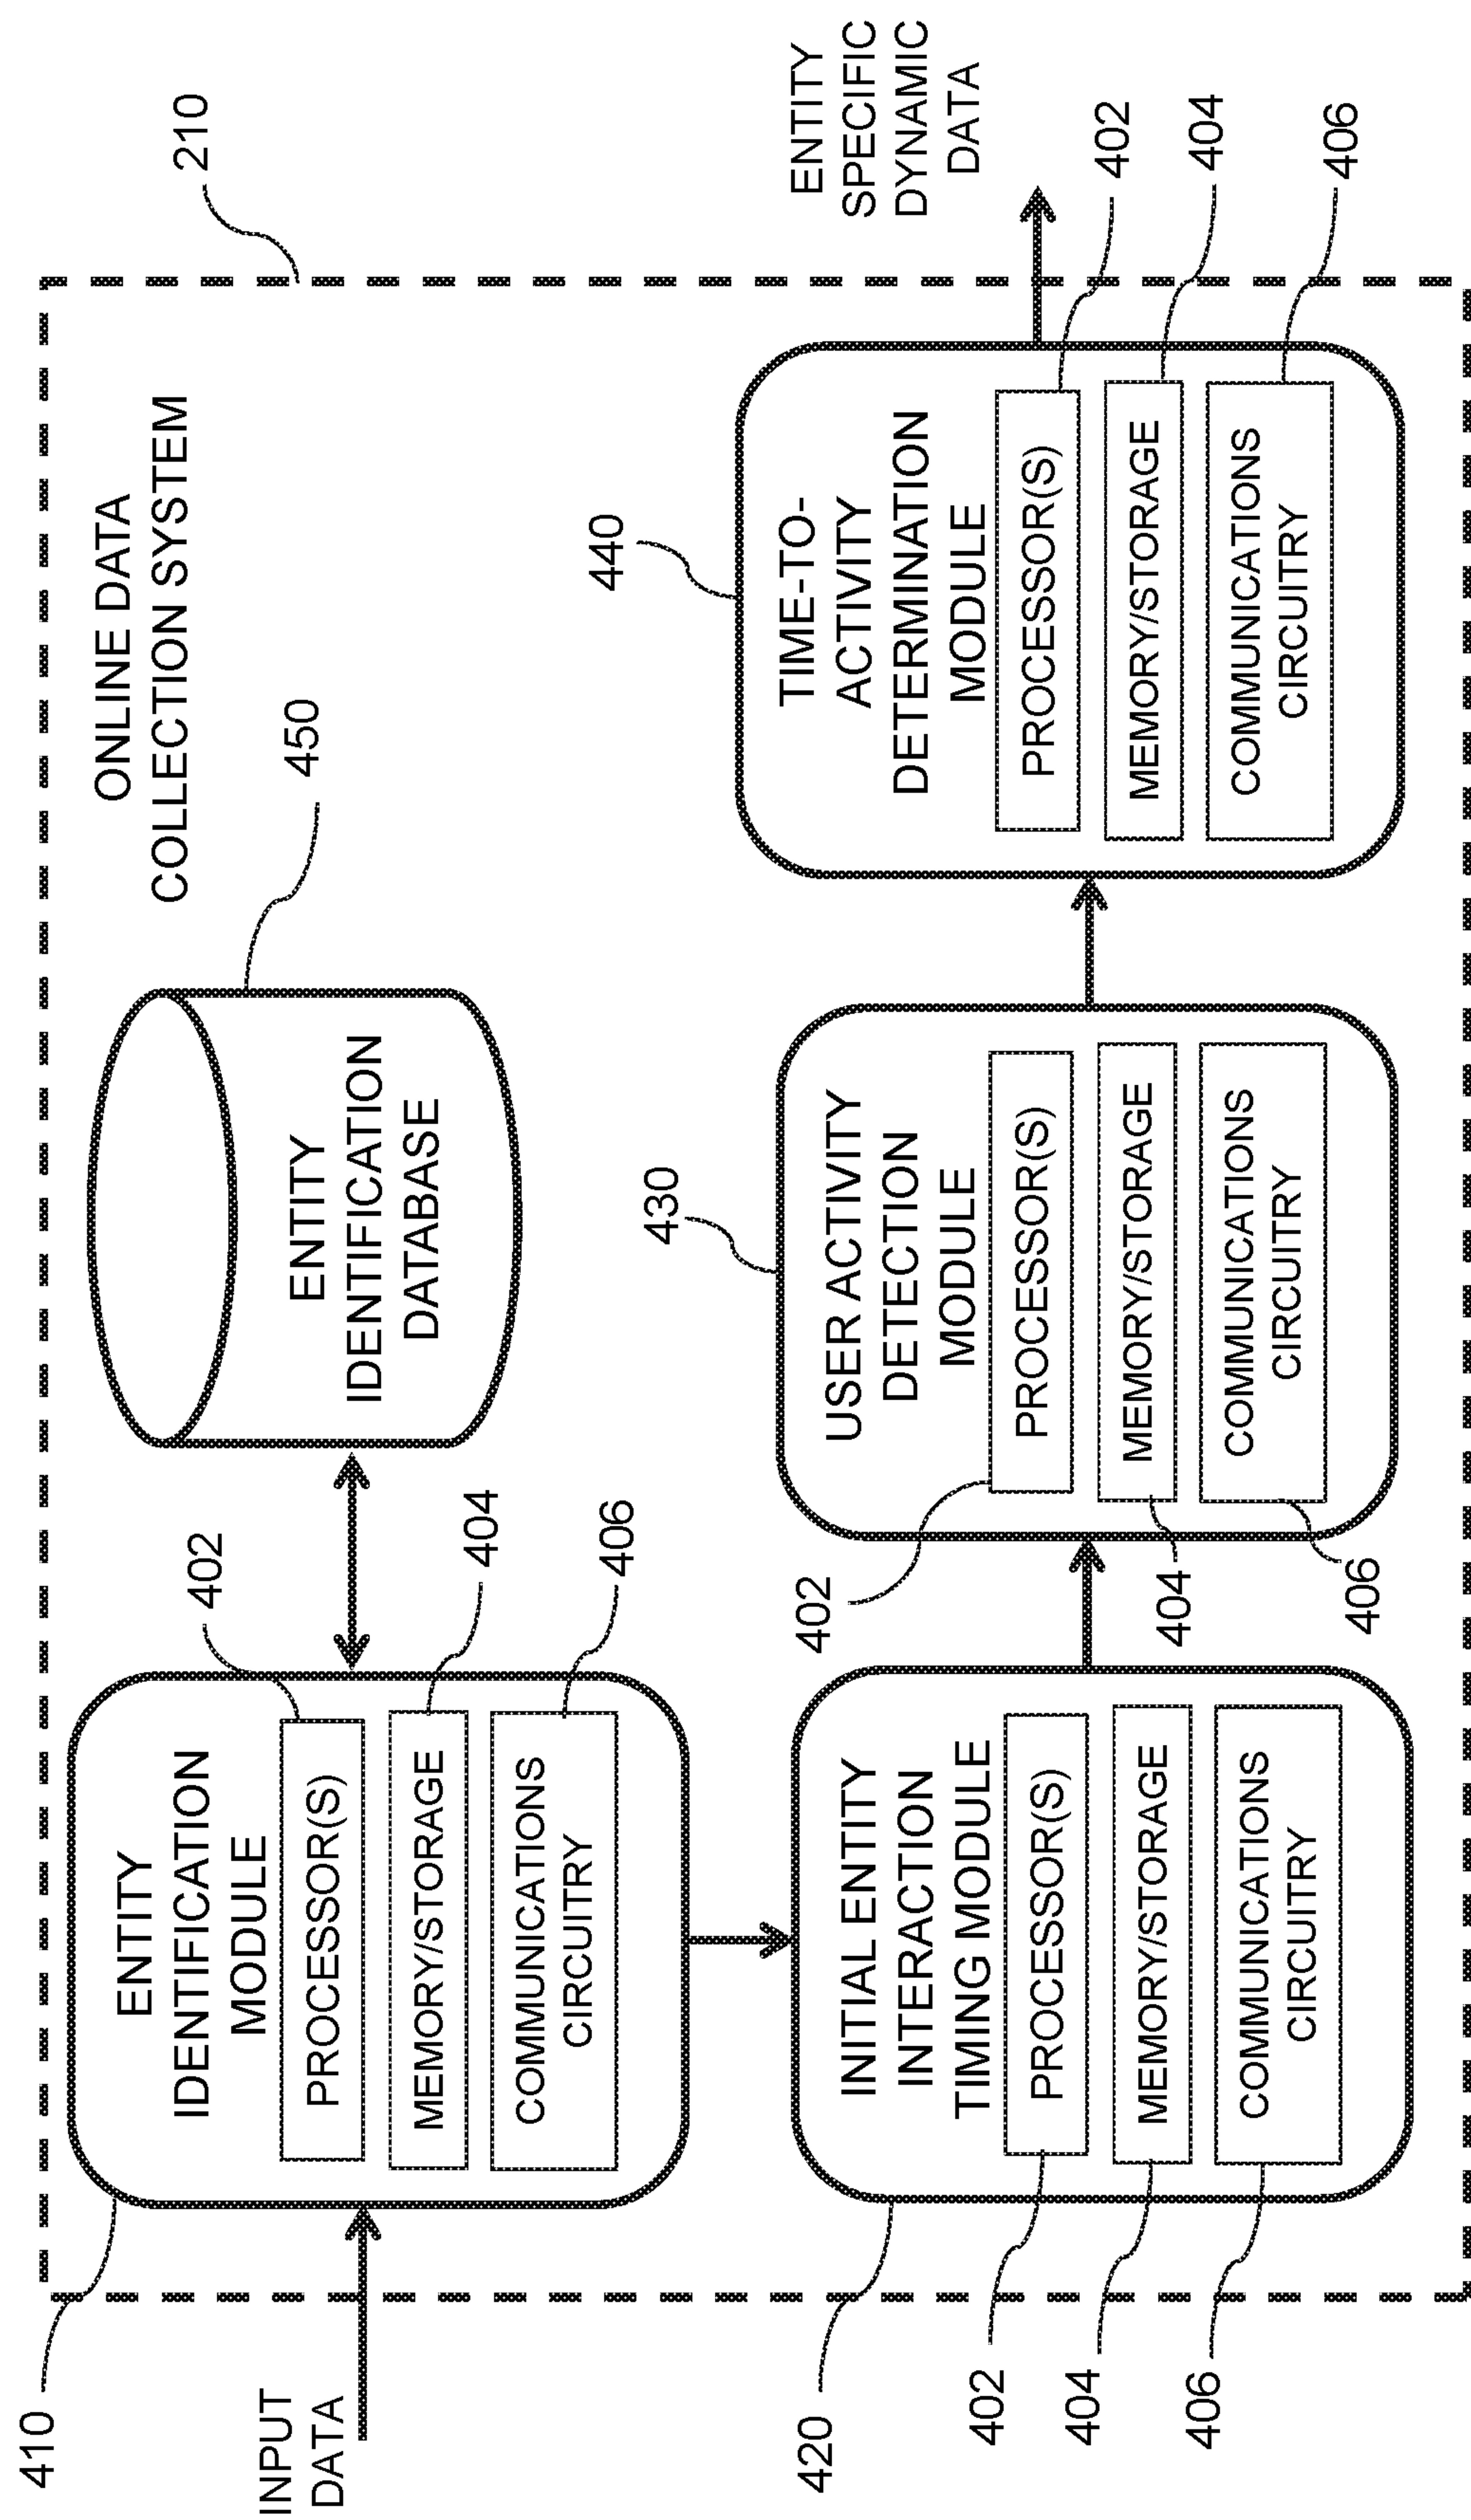 210
ONLINE DATA
COLLECTION SYSTEM
410
INPUT
DATA
ENTITY
IDENTIFICATION
MODULE
PROCESSOR(S)
MEMORY/STORAGE
COMMUNICATIONS
CIRCUITRY
402
404
406
ENTITY
IDENTIFICATION
DATABASE
450
420
INITIAL ENTITY
INTERACTION
TIMING MODULE
PROCESSOR(S)
MEMORY/STORAGE
COMMUNICATIONS
CIRCUITRY
402
404
406
430
USER ACTIVITY
DETECTION
MODULE
PROCESSOR(S)
MEMORY/STORAGE
COMMUNICATIONS
CIRCUITRY
402
404
406
440
TIME-TO-
ACTIVITY
DETERMINATION
MODULE
PROCESSOR(S)
MEMORY/STORAGE
COMMUNICATIONS
CIRCUITRY
402
404
406
ENTITY
SPECIFIC
DYNAMIC
DATA